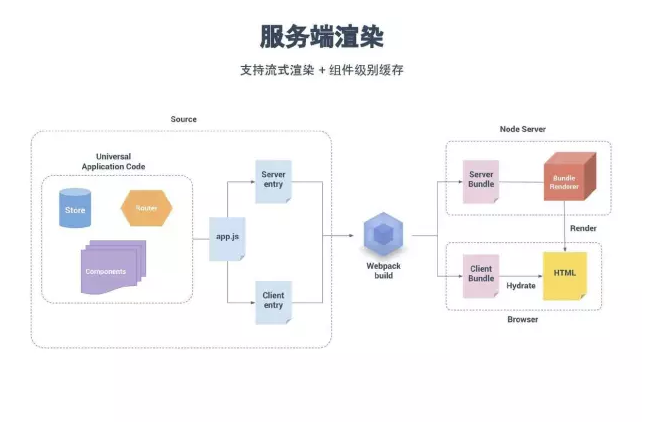 服务端渲染
支持流式渲染 + 组件级别缓存
Source
Universal
Application Code
Store
Router
Components
app.js
Server
entry
Client
entry
Webpack
build
Node Server
Server
Bundle
Bundle
Renderer
Render
Client
Bundle
Hydrate
HTML
Browser